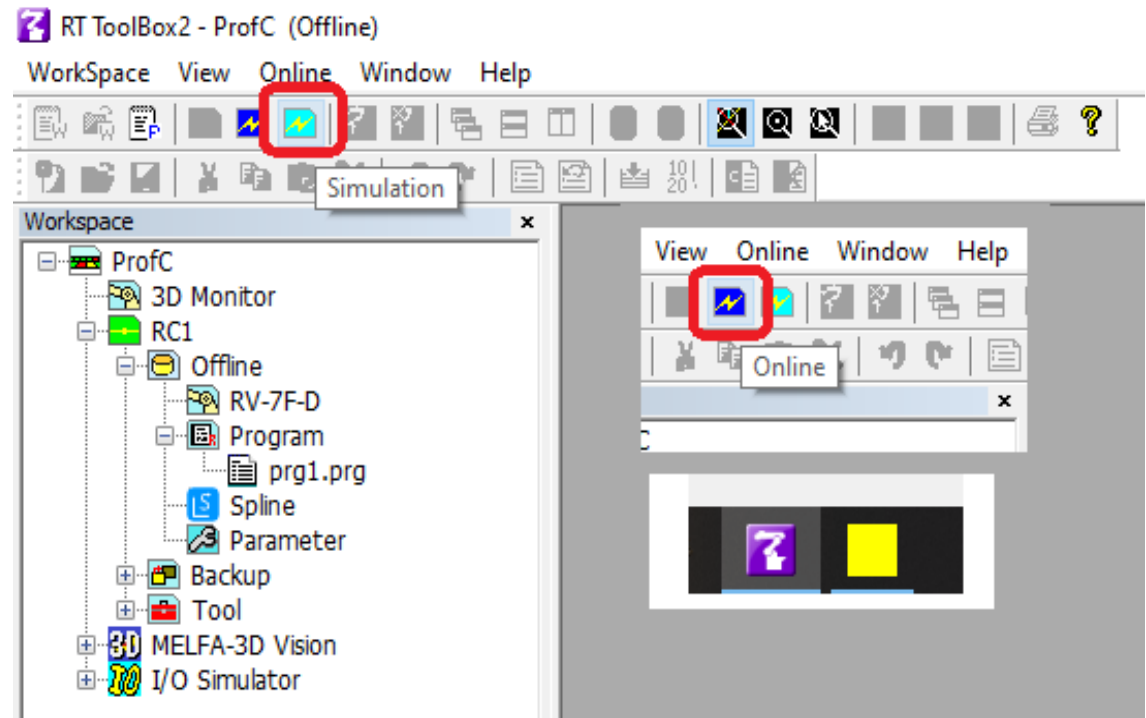 RT ToolBox2 - ProfC (Offline)
WorkSpace View Online Window Help
Simulation
Workspace
ProfC
3D Monitor
RC1
Offline
RV-7F-D
Program
prg1.prg
Spline
Parameter
Backup
Tool
MELFA-3D Vision
I/O Simulator
View Online Window Help
Online